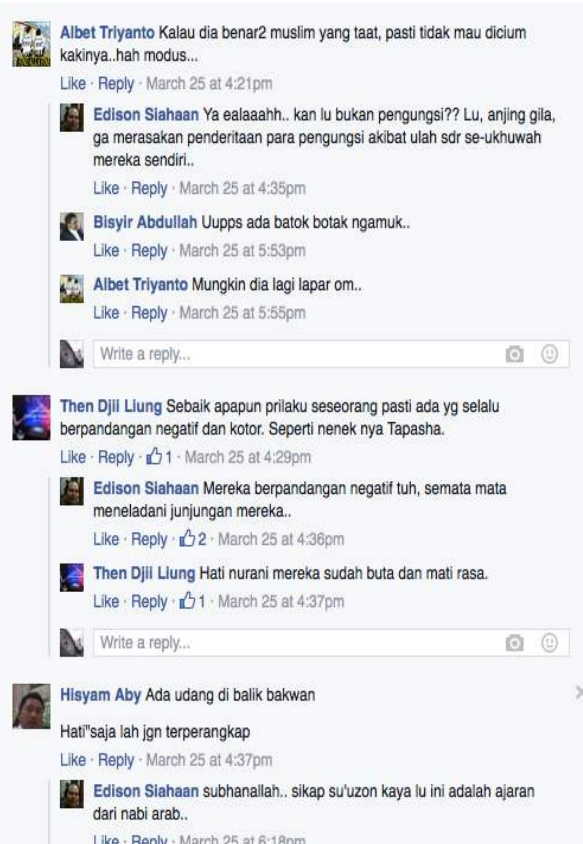 Albet Triyanto Kalau dia benar2 muslim yang taat, pasti tidak mau dicium
kakinya..hah modus...
Like · Reply · March 25 at 4:21pm
Edison Siahaan Ya ealaaahh.. kan lu bukan pengungsi?? Lu, anjing gila,
ga merasakan penderitaan para pengungsi akibat ulah sdr se-ukhuwah
mereka sendiri..
Like · Reply · March 25 at 4:35pm
Bisyir Abdullah Uupps ada batok botak ngamuk..
Like · Reply · March 25 at 5:53pm
Albet Triyanto Mungkin dia lagi lapar om..
Like · Reply · March 25 at 5:55pm
Write a reply...
Then Djii Liung Sebaik apapun prilaku seseorang pasti ada yg selalu
berpandangan negatif dan kotor. Seperti nenek nya Tapasha.
Like · Reply · 1 · March 25 at 4:29pm
Edison Siahaan Mereka berpandangan negatif tuh, semata mata
meneladani junjungan mereka..
Like · Reply · 2 · March 25 at 4:36pm
Then Djii Liung Hati nurani mereka sudah buta dan mati rasa.
Like · Reply · 1 · March 25 at 4:37pm
Write a reply...
Hisyam Aby Ada udang di balik bakwan
Hati"saja lah jgn terperangkap
Like · Reply · March 25 at 4:37pm
Edison Siahaan subhanallah.. sikap su'uzon kaya lu ini adalah ajaran
dari nabi arab..
Like · Reply · March 25 at 6:18pm